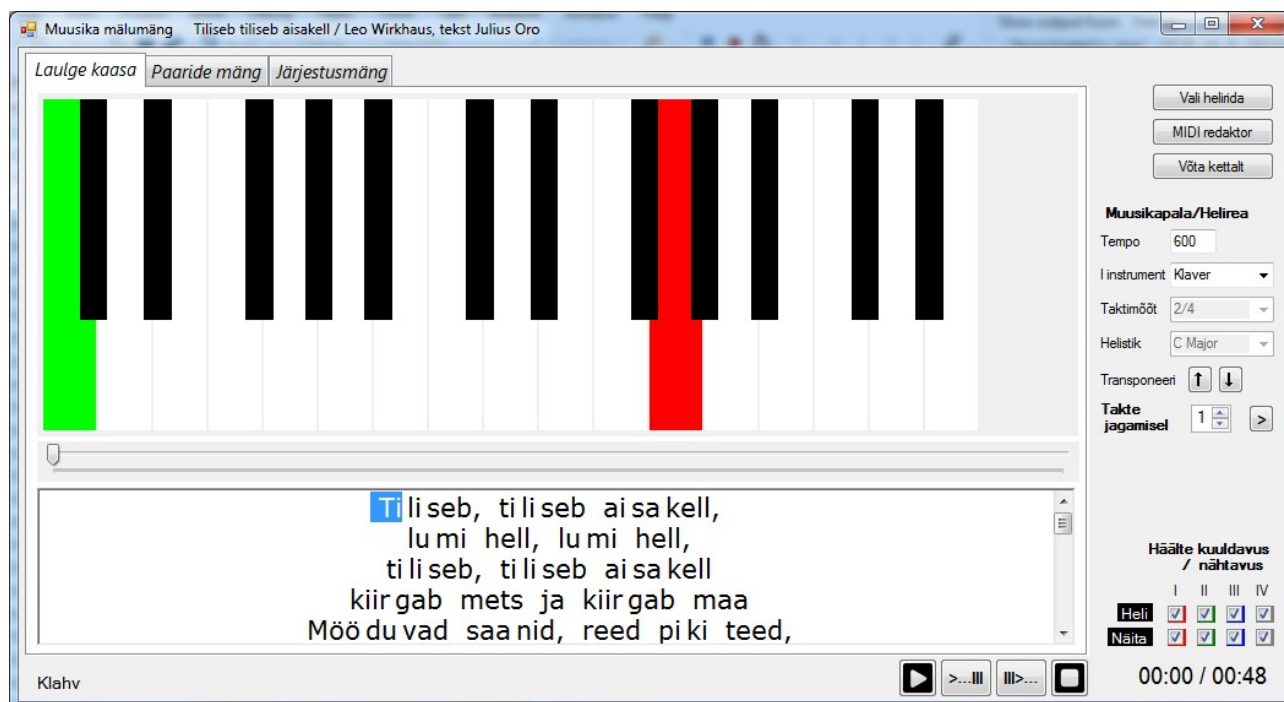 Muusika mälumäng Tiliseb tiliseb aisakell / Leo Wirkhaus, tekst Julius Oro
Laulge kaasa Paaride mäng Järjestusmäng
Vali helirida
MIDI redaktor
Võta kettalt
Muusikapala/Helirea
Tempo 600
I instrument Klaver
Taktimõõt 2/4
Helistik C Major
Transponeeri ↑ ↓
Takte
jagamisel 1 >
Ti li seb, ti li seb ai sa kell,
lu mi hell, lu mi hell,
ti li seb, ti li seb ai sa kell
kiir gab mets ja kiir gab maa
Möö du vad saa nid, reed pi ki teed,
Häälte kuuldavus
/ nähtavus
I II III IV
Heli
Näita
Klahv
>...III III>...
00:00 / 00:48